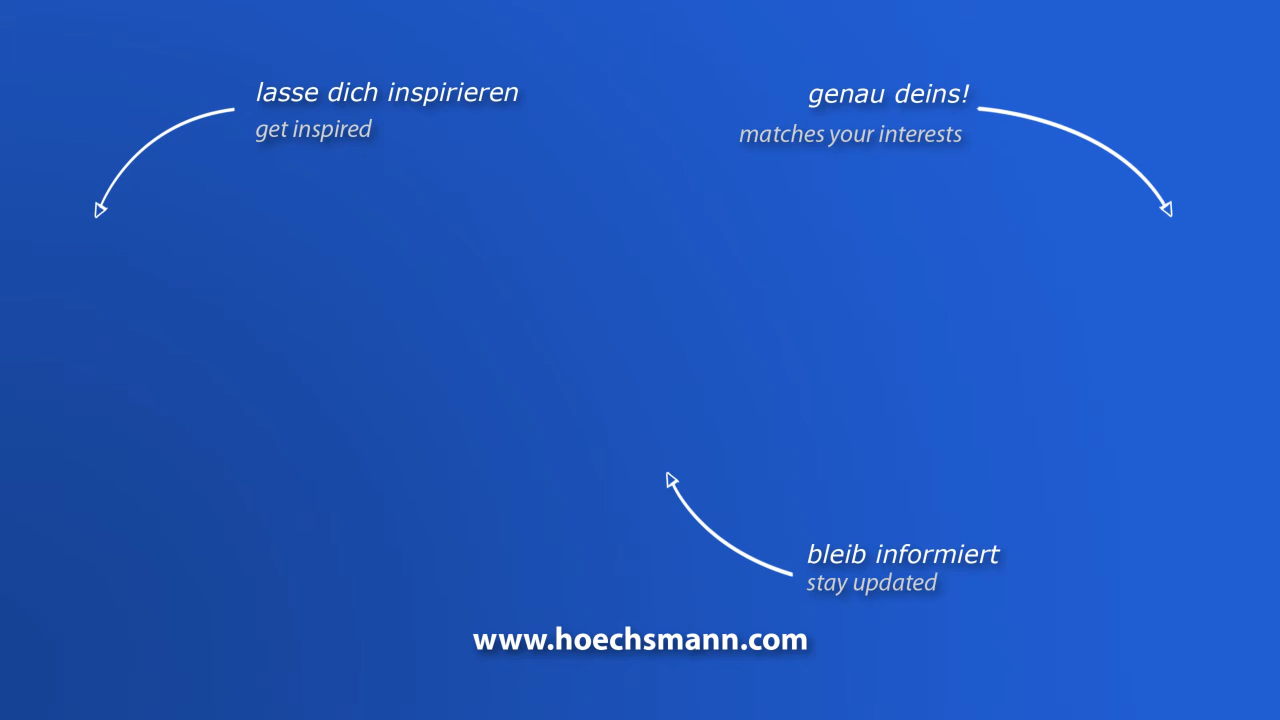 lasse dich inspirieren
get inspired
genau deins!
matches your interests
bleib informiert
stay updated
www.hoechsmann.com